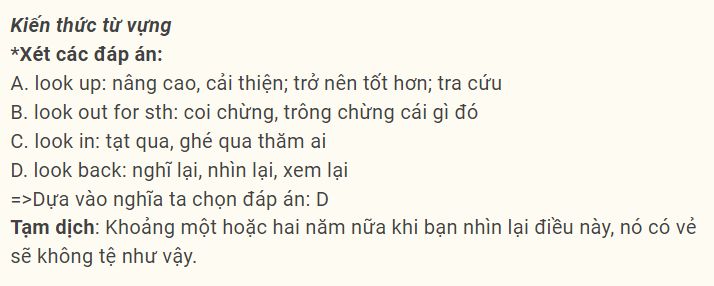 Kiến thức từ vựng
*Xét các đáp án:
A. look up: nâng cao, cải thiện; trở nên tốt hơn; tra cứu
B. look out for sth: coi chừng, trông chừng cái gì đó
C. look in: tạt qua, ghé qua thăm ai
D. look back: nghĩ lại, nhìn lại, xem lại
=>Dựa vào nghĩa ta chọn đáp án: D
Tạm dịch: Khoảng một hoặc hai năm nữa khi bạn nhìn lại điều này, nó có vẻ
sẽ không tệ như vậy.